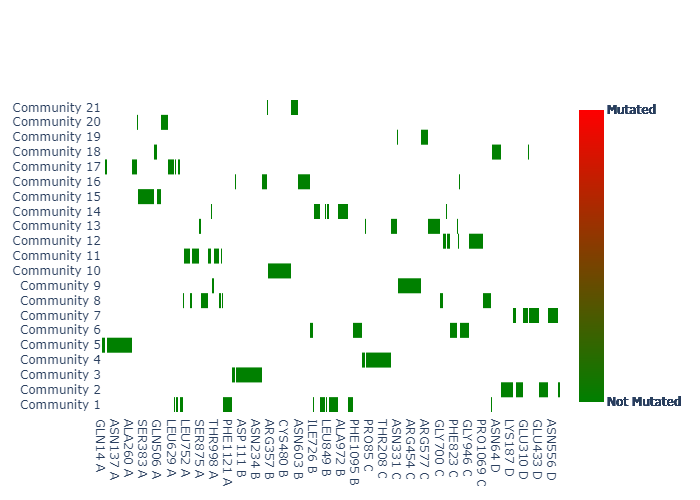 Community 21
Community 20
Community 19
Community 18
Community 17
Community 16
Community 15
Community 14
Community 13
Community 12
Community 11
Community 10
Community 9
Community 8
Community 7
Community 6
Community 5
Community 4
Community 3
Community 2
Community 1
GLN14 A
ASN137 A
ALA260 A
SER383 A
GLN506 A
LEU629 A
LEU752 A
SER875 A
THR998 A
PHE1121 A
ASP111 B
ASN234 B
ARG357 B
CYS480 B
ASN603 B
ILE726 B
LEU849 B
ALA972 B
PHE1095 B
PRO85 C
THR208 C
ASN331 C
ARG454 C
ARG577 C
GLY700 C
PHE823 C
GLY946 C
PRO1069 C
ASN64 D
LYS187 D
GLU310 D
GLU433 D
ASN556 D
Mutated
Not Mutated